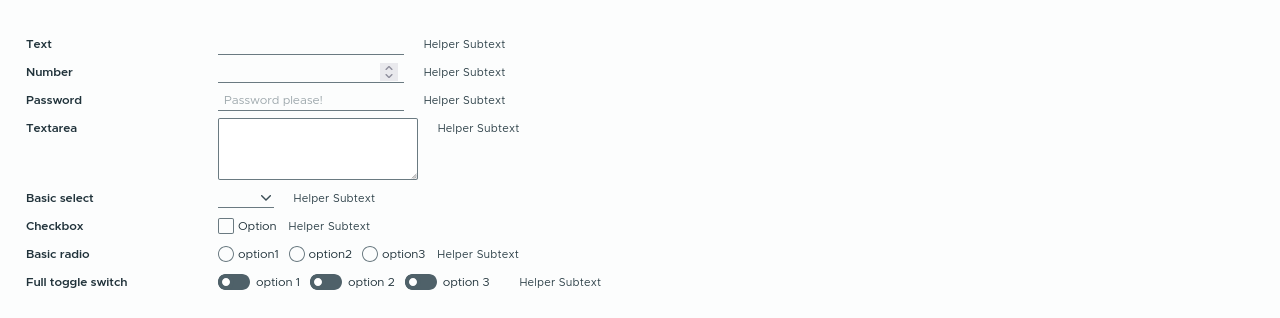 Text Helper Subtext
Number Helper Subtext
Password Password please! Helper Subtext
Textarea Helper Subtext
Basic select Helper Subtext
Checkbox Option Helper Subtext
Basic radio option1 option2 option3 Helper Subtext
Full toggle switch option 1 option 2 option 3 Helper Subtext